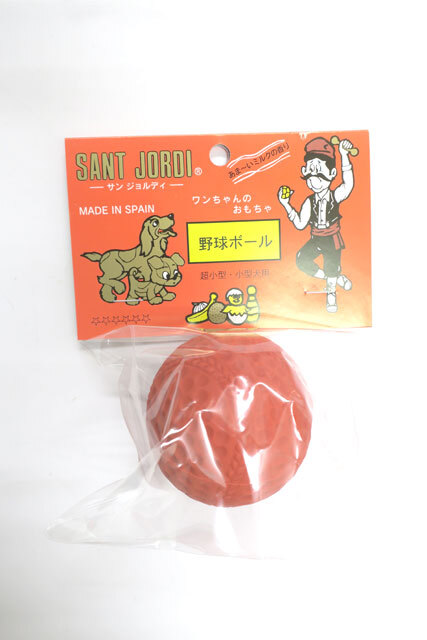 SANT JORDI®
サン ジョルディ
あま〜いミルクの香り
MADE IN SPAIN
ワンちゃんの
おもちゃ
野球ボール
超小型・小型犬用